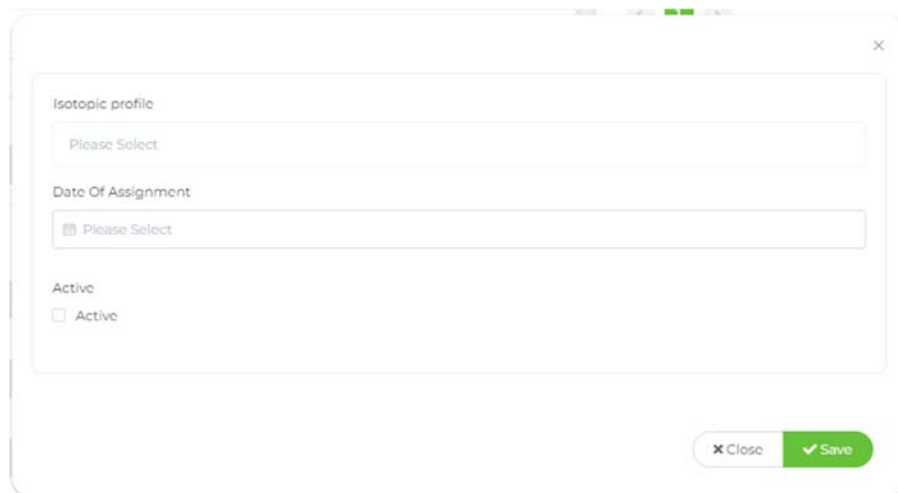 Isotopic profile
Please Select
Date Of Assignment
Please Select
Active
Active
Close Save